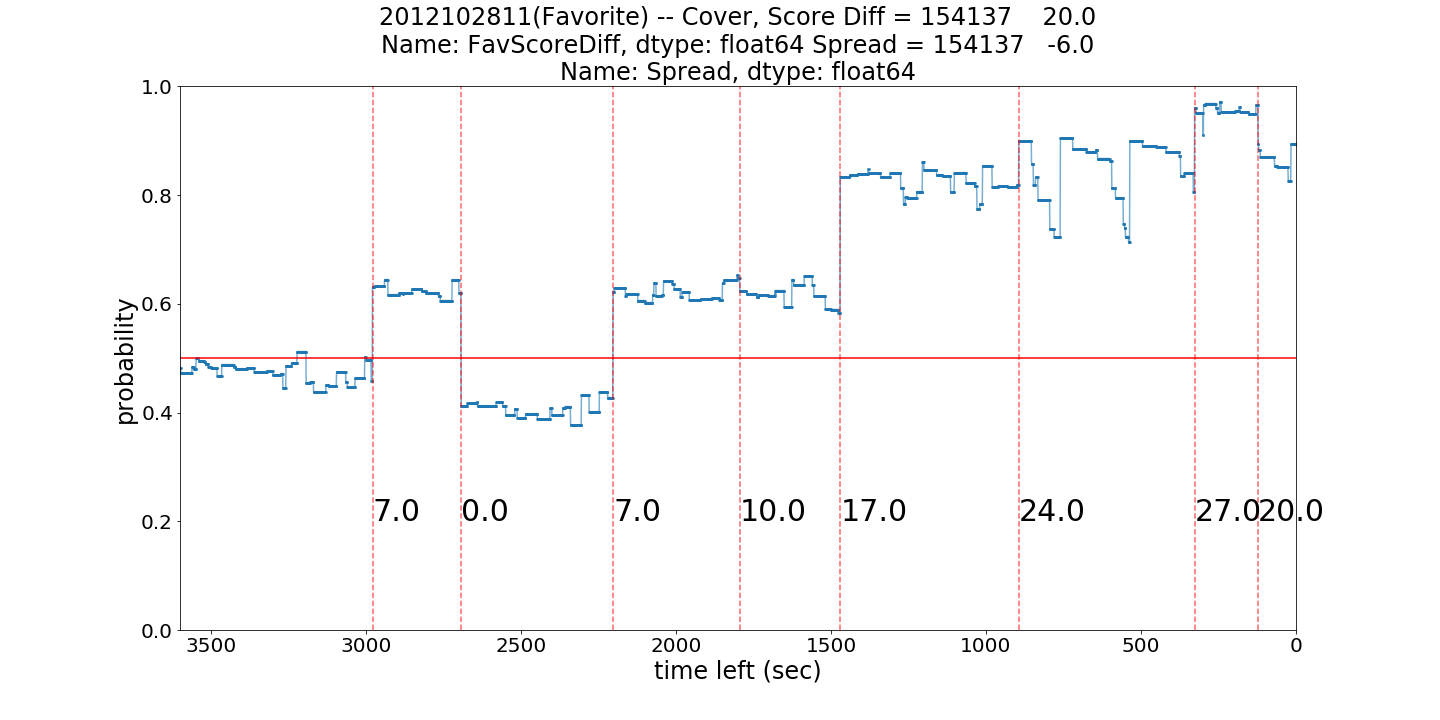 2012102811(Favorite) -- Cover, Score Diff = 154137    20.0
Name: FavScoreDiff, dtype: float64 Spread = 154137   -6.0
Name: Spread, dtype: float64
1.0
0.8
0.6
0.4
0.2
0.0
probability
7.0 0.0 7.0 10.0 17.0 24.0 27.0 20.0
3500 3000 2500 2000 1500 1000 500 0
time left (sec)